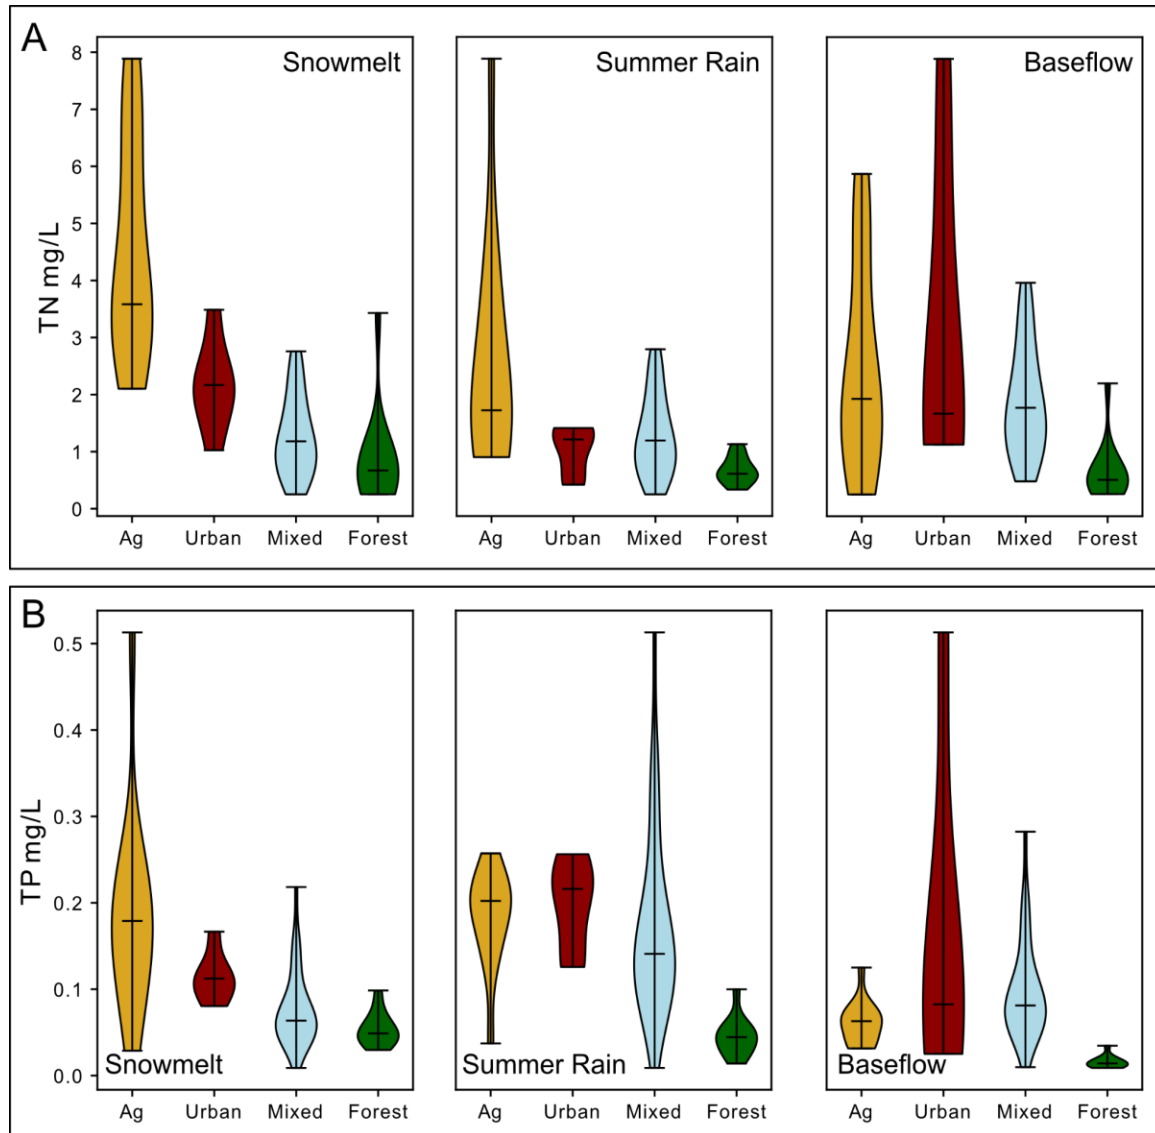 A
Snowmelt
Summer Rain
Baseflow
8
7
6
5
4
3
2
1
0
TN mg/L
Ag Urban Mixed Forest
Ag Urban Mixed Forest
Ag Urban Mixed Forest
B
0.5
0.4
0.3
0.2
0.1
0.0
TP mg/L
Snowmelt
Summer Rain
Baseflow
Ag Urban Mixed Forest
Ag Urban Mixed Forest
Ag Urban Mixed Forest